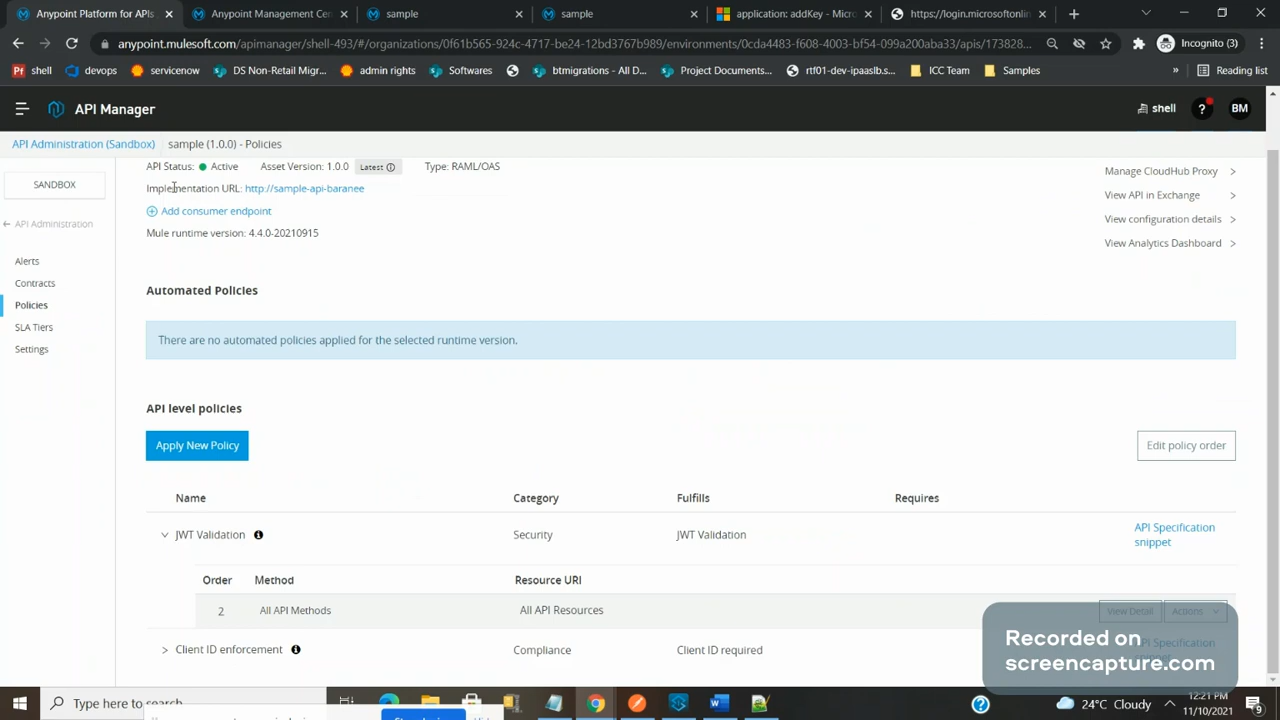 Anypoint Platform for APIs
Anypoint Management Cen
sample
sample
application: addKey - Micro
https://login.microsoftonlin
Incognito (3)
anypoint.mulesoft.com/apimanager/shell-493/#/organizations/0f61b565-924c-4717-be24-12bd3767b989/environments/0cda4483-f608-4003-bf54-099a200aba33/apis/173828...
shell
devops
servicenow
DS Non-Retail Migr...
admin rights
Softwares
btmigrations - All D...
Project Documents...
rtf01-dev-ipaaslb....
ICC Team
Samples
»
Reading list
API Manager
shell
?
BM
API Administration (Sandbox)
sample (1.0.0) - Policies
SANDBOX
API Administration
Alerts
Contracts
Policies
SLA Tiers
Settings
API Status: Active Asset Version: 1.0.0 Latest Type: RAML/OAS
Implementation URL: http://sample-api-baranee
Add consumer endpoint
Mule runtime version: 4.4.0-20210915
Manage CloudHub Proxy
View API in Exchange
View configuration details
View Analytics Dashboard
Automated Policies
There are no automated policies applied for the selected runtime version.
API level policies
Apply New Policy
Edit policy order
Name Category Fulfills Requires
JWT Validation Security JWT Validation API Specification
snippet
Order Method Resource URI
2 All API Methods All API Resources View Detail Actions
Client ID enforcement Compliance Client ID required API Specification
Recorded on
screencapture.com
Type here to search
24°C Cloudy
12:21 PM
11/10/2021